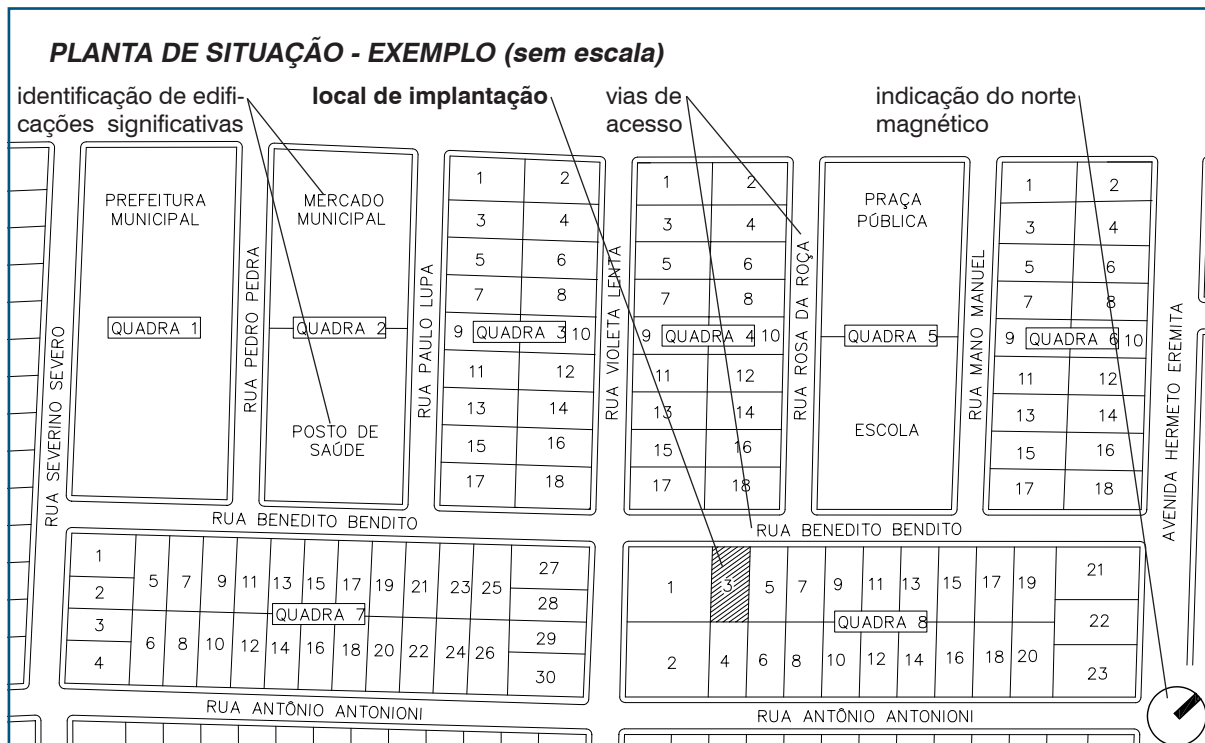 PLANTA DE SITUAÇÃO - EXEMPLO (sem escala)
identificação de edifi-
cações significativas
local de implantação
vias de
acesso
indicação do norte
magnético
PREFEITURA
MUNICIPAL
QUADRA 1
MERCADO
MUNICIPAL
QUADRA 2
POSTO DE
SAÚDE
1 2
3 4
5 6
7 8
9 QUADRA 3 10
11 12
13 14
15 16
17 18
1 2
3 4
5 6
7 8
9 QUADRA 4 10
11 12
13 14
15 16
17 18
PRAÇA
PÚBLICA
QUADRA 5
ESCOLA
1 2
3 4
5 6
7 8
9 QUADRA 6 10
11 12
13 14
15 16
17 18
RUA SEVERINO SEVERO
RUA PEDRO PEDRA
RUA PAULO LUPA
RUA VIOLETA LENTA
RUA ROSA DA ROÇA
RUA MANO MANUEL
AVENIDA HERMETO EREMITA
RUA BENEDITO BENDITO
RUA BENEDITO BENDITO
1
2
3
4
5 7 9 11 13 15 17 19 21 23 25
QUADRA 7
6 8 10 12 14 16 18 20 22 24 26
27
28
29
30
1 3 5 7 9 11 13 15 17 19
QUADRA 8
2 4 6 8 10 12 14 16 18 20
21
22
23
RUA ANTÔNIO ANTONIONI
RUA ANTÔNIO ANTONIONI